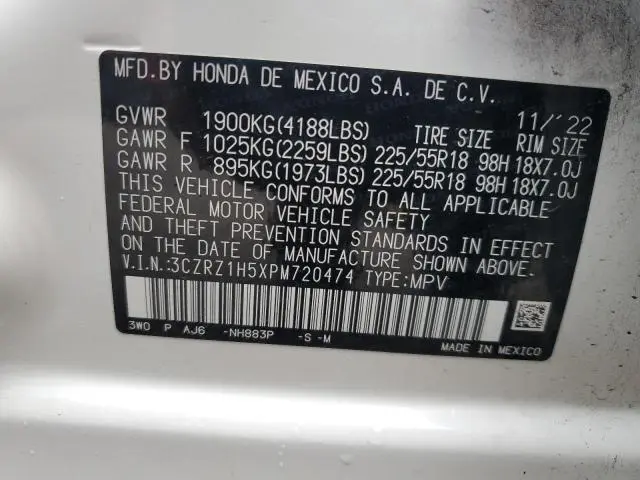 MFD.BY HONDA DE MEXICO S.A. DE C.V.
11/'22
GVWR 1900KG(4188LBS) TIRE SIZE RIM SIZE
GAWR F 1025KG(2259LBS) 225/55R18 98H 18X7.0J
GAWR R 895KG(1973LBS) 225/55R18 98H 18X7.0J
THIS VEHICLE CONFORMS TO ALL APPLICABLE
FEDERAL MOTOR VEHICLE SAFETY
AND THEFT PREVENTION STANDARDS IN EFFECT
ON THE DATE OF MANUFACTURE SHOWN ABOVE.
V.I.N.:3CZRZ1H5XPM720474 TYPE:MPV
3W0 P AJ6 -NH883P -S -M
MADE IN MEXICO